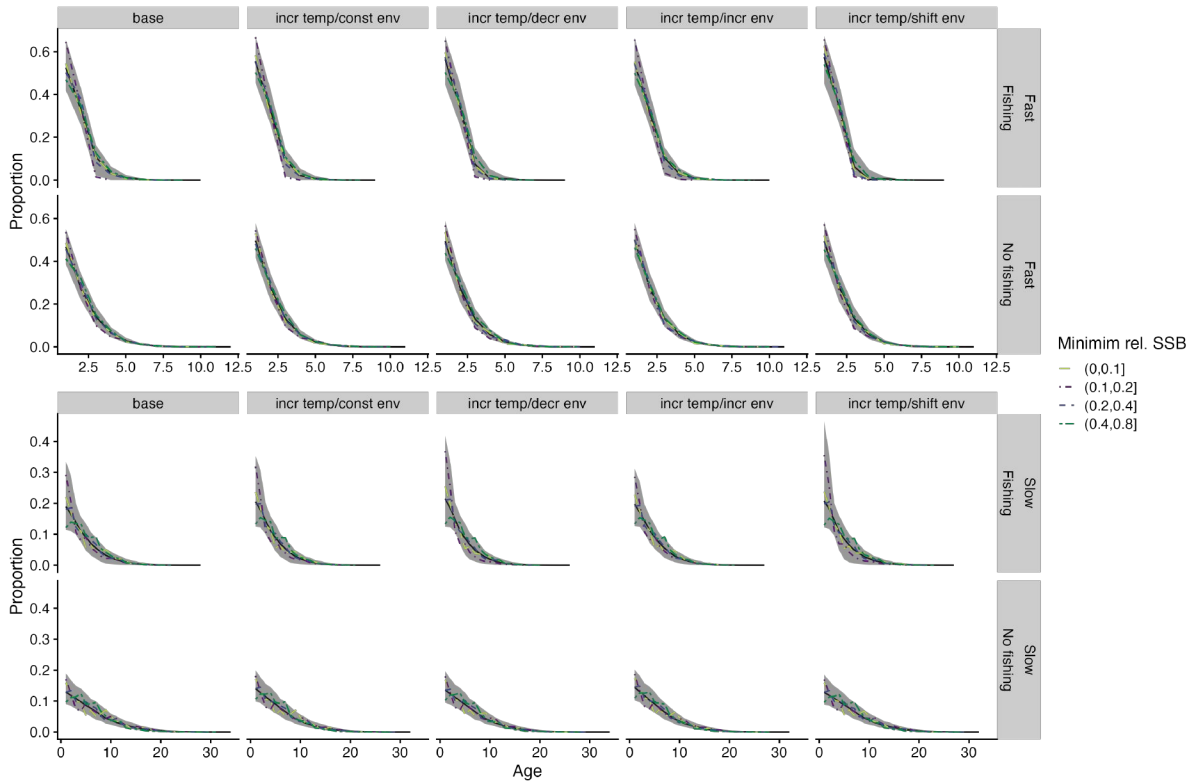 base incr temp/const env incr temp/decr env incr temp/incr env incr temp/shift env
0.6
0.4
0.2
0.0
Fast
Fishing
Proportion
0.6
0.4
0.2
0.0
Fast
No fishing
2.5 5.0 7.5 10.0 12.5 2.5 5.0 7.5 10.0 12.5 2.5 5.0 7.5 10.0 12.5 2.5 5.0 7.5 10.0 12.5 2.5 5.0 7.5 10.0 12.5
Minimim rel. SSB
(0,0.1]
(0.1,0.2]
(0.2,0.4]
(0.4,0.8]
base incr temp/const env incr temp/decr env incr temp/incr env incr temp/shift env
0.4
0.3
0.2
0.1
0.0
Slow
Fishing
Proportion
0.4
0.3
0.2
0.1
0.0
Slow
No fishing
0 10 20 30 0 10 20 30 0 10 20 30 0 10 20 30 0 10 20 30
Age